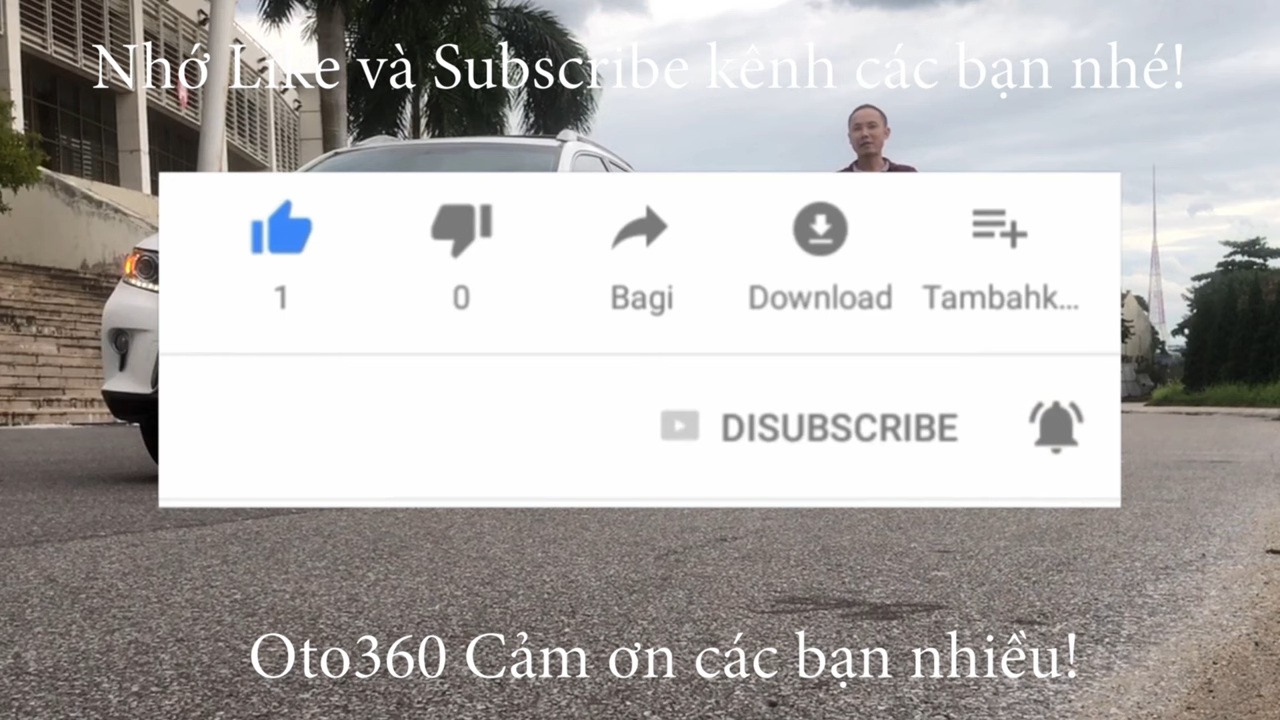 Nhớ Like và Subscribe kênh các bạn nhé!
1 0 Bagi Download Tambahk...
DISUBSCRIBE
Oto360 Cảm ơn các bạn nhiều!